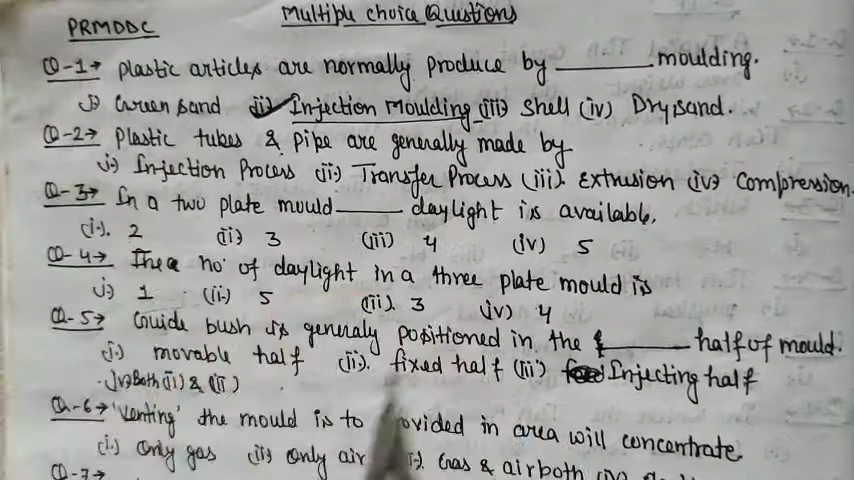 Multiple choice Questions
PRMDDC
Q-1→ plastic articles are normally produce by ______ moulding.
i) Green sand (ii) Injection Moulding (iii) Shell (iv) Dry sand.
Q-2→ Plastic tubes & pipe are generally made by
i) Injection Process (ii) Transfer Process (iii). Extrusion (iv) Compression.
Q-3→ In a two plate mould ______ daylight is available.
(i). 2 (ii) 3 (iii) 4 (iv) 5
Q-4→ The no. of daylight in a three plate mould is
i) 1 (ii) 5 (iii). 3 iv) 4
Q-5→ Guide bush is generaly positioned in the ______ half of mould.
(i.) movable half (ii). fixed half (iii) Injecting half
iv) Both (i) & (ii)
Q-6→ 'Venting' the mould is to ovided in area will concentrate.
(i.) Only gas (ii) Only air Gas & air both (iv)
Q-7→